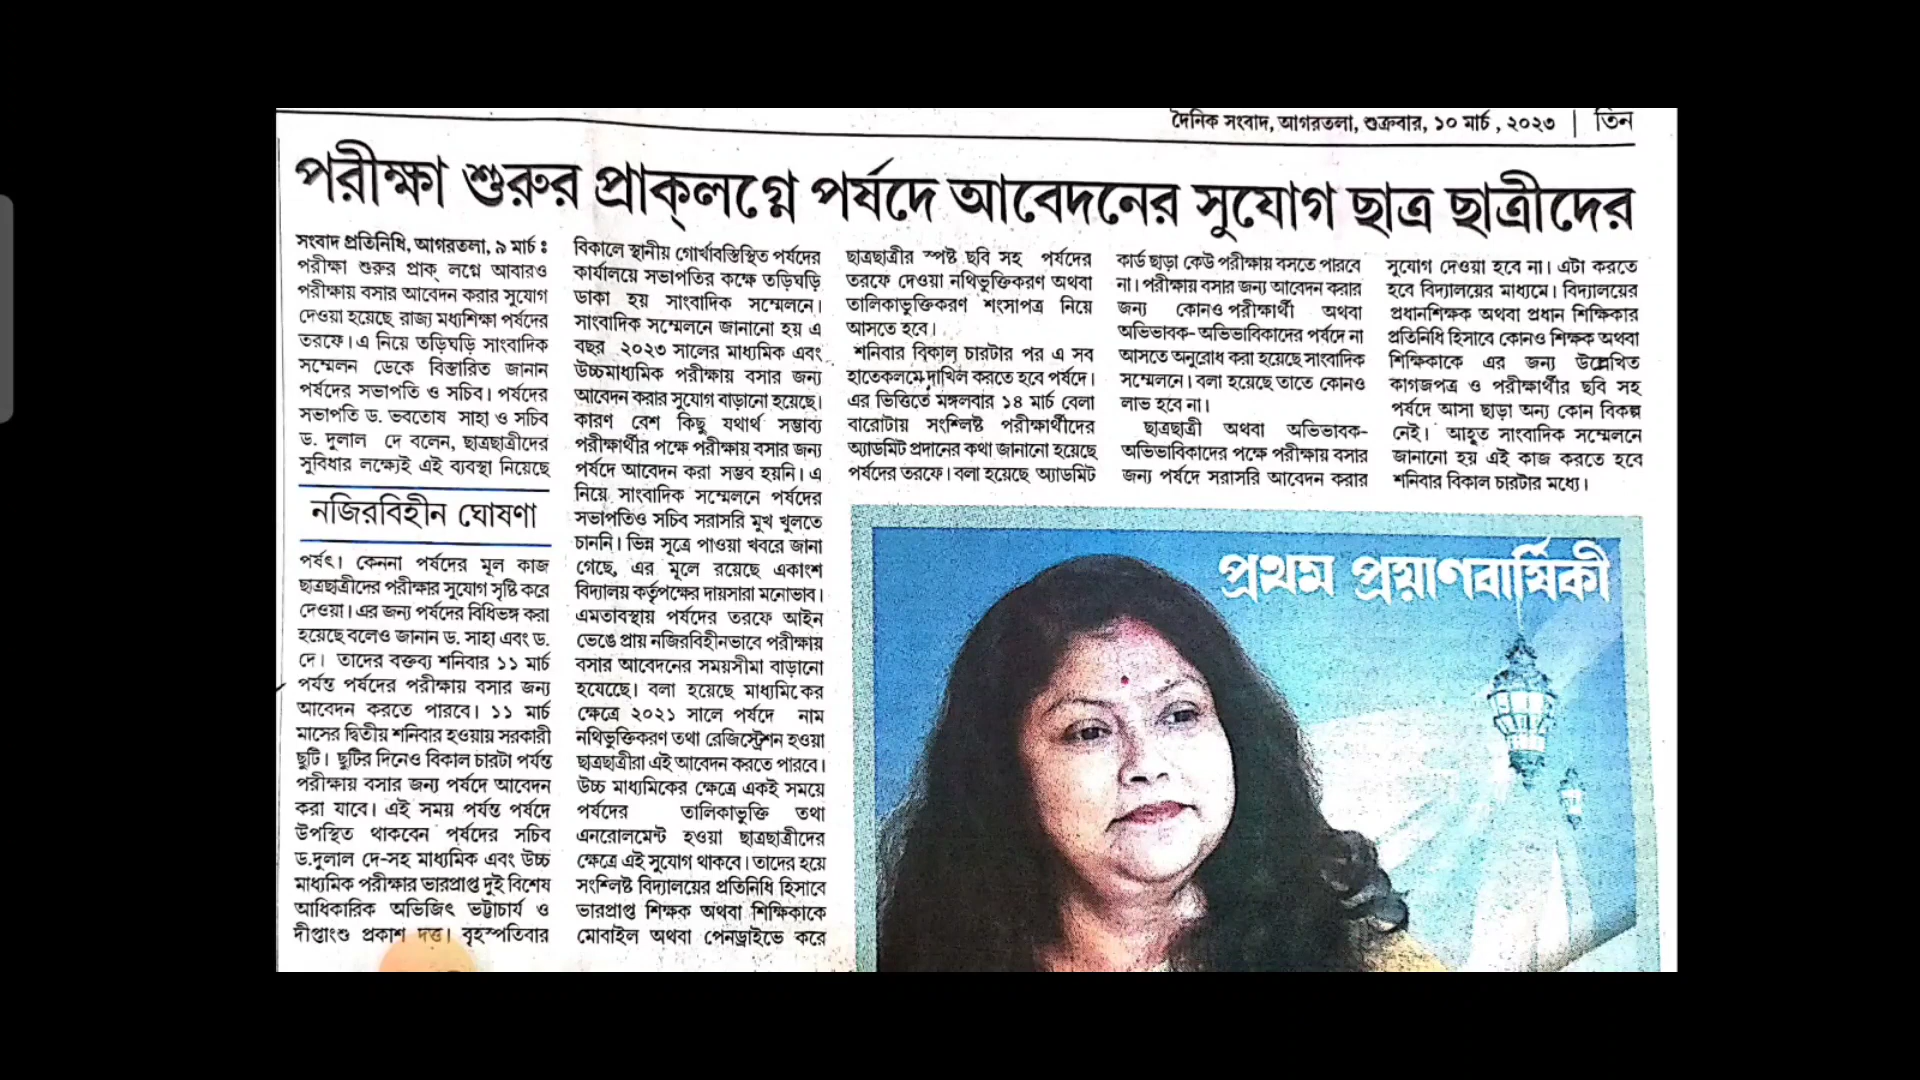 দৈনিক সংবাদ, আগরতলা, শুক্রবার, ১০ মার্চ, ২০২৩ | তিন
পরীক্ষা শুরুর প্রাক্‌লগ্নে পর্ষদে আবেদনের সুযোগ ছাত্র ছাত্রীদের
সংবাদ প্রতিনিধি, আগরতলা, ৯ মার্চ ঃ
পরীক্ষা শুরুর প্রাক্ লগ্নে আবারও
পরীক্ষায় বসার আবেদন করার সুযোগ
দেওয়া হয়েছে রাজ্য মধ্যশিক্ষা পর্ষদের
তরফে। এ নিয়ে তড়িঘড়ি সাংবাদিক
সম্মেলন ডেকে বিস্তারিত জানান
পর্ষদের সভাপতি ও সচিব। পর্ষদের
সভাপতি ড. ভবতোষ সাহা ও সচিব
ড. দুলাল দে বলেন, ছাত্রছাত্রীদের
সুবিধার লক্ষ্যেই এই ব্যবস্থা নিয়েছে
নজিরবিহীন ঘোষণা
পর্ষৎ। কেননা পর্ষদের মূল কাজ
ছাত্রছাত্রীদের পরীক্ষার সুযোগ সৃষ্টি করে
দেওয়া। এর জন্য পর্ষদের বিধিভঙ্গ করা
হয়েছে বলেও জানান ড. সাহা এবং ড.
দে। তাদের বক্তব্য শনিবার ১১ মার্চ
পর্যন্ত পর্ষদের পরীক্ষায় বসার জন্য
আবেদন করতে পারবে। ১১ মার্চ
মাসের দ্বিতীয় শনিবার হওয়ায় সরকারী
ছুটি। ছুটির দিনেও বিকাল চারটা পর্যন্ত
পরীক্ষায় বসার জন্য পর্ষদে আবেদন
করা যাবে। এই সময় পর্যন্ত পর্ষদে
উপস্থিত থাকবেন পর্ষদের সচিব
ড.দুলাল দে-সহ মাধ্যমিক এবং উচ্চ
মাধ্যমিক পরীক্ষার ভারপ্রাপ্ত দুই বিশেষ
আধিকারিক অভিজিৎ ভট্টাচার্য ও
দীপ্তাংশু প্রকাশ দত্ত। বৃহস্পতিবার
বিকালে স্থানীয় গোর্খাবস্তিস্থিত পর্ষদের
কার্যালয়ে সভাপতির কক্ষে তড়িঘড়ি
ডাকা হয় সাংবাদিক সম্মেলনে।
সাংবাদিক সম্মেলনে জানানো হয় এ
বছর ২০২৩ সালের মাধ্যমিক এবং
উচ্চমাধ্যমিক পরীক্ষায় বসার জন্য
আবেদন করার সুযোগ বাড়ানো হয়েছে।
কারণ বেশ কিছু যথার্থ সম্ভাব্য
পরীক্ষার্থীর পক্ষে পরীক্ষায় বসার জন্য
পর্ষদে আবেদন করা সম্ভব হয়নি। এ
নিয়ে সাংবাদিক সম্মেলনে পর্ষদের
সভাপতিও সচিব সরাসরি মুখ খুলতে
চাননি। ভিন্ন সূত্রে পাওয়া খবরে জানা
গেছে, এর মূলে রয়েছে একাংশ
বিদ্যালয় কর্তৃপক্ষের দায়সারা মনোভাব।
এমতাবস্থায় পর্ষদের তরফে আইন
ভেঙে প্রায় নজিরবিহীনভাবে পরীক্ষায়
বসার আবেদনের সময়সীমা বাড়ানো
হযেছেে। বলা হয়েছে মাধ্যমিকের
ক্ষেত্রে ২০২১ সালে পর্ষদে নাম
নথিভুক্তিকরণ তথা রেজিস্ট্রেশন হওয়া
ছাত্রছাত্রীরা এই আবেদন করতে পারবে।
উচ্চ মাধ্যমিকের ক্ষেত্রে একই সময়ে
পর্ষদের তালিকাভুক্তি তথা
এনরোলমেন্ট হওয়া ছাত্রছাত্রীদের
ক্ষেত্রে এই সুযোগ থাকবে। তাদের হয়ে
সংশ্লিষ্ট বিদ্যালয়ের প্রতিনিধি হিসাবে
ভারপ্রাপ্ত শিক্ষক অথবা শিক্ষিকাকে
মোবাইল অথবা পেনড্রাইভে করে
ছাত্রছাত্রীর স্পষ্ট ছবি সহ পর্ষদের
তরফে দেওয়া নথিভুক্তিকরণ অথবা
তালিকাভুক্তিকরণ শংসাপত্র নিয়ে
আসতে হবে।
শনিবার বিকাল চারটার পর এ সব
হাতেকলমে দাখিল করতে হবে পর্ষদে।
এর ভিত্তিতে মঙ্গলবার ১৪ মার্চ বেলা
বারোটায় সংশ্লিষ্ট পরীক্ষার্থীদের
অ্যাডমিট প্রদানের কথা জানানো হয়েছে
পর্ষদের তরফে। বলা হয়েছে অ্যাডমিট
কার্ড ছাড়া কেউ পরীক্ষায় বসতে পারবে
না। পরীক্ষায় বসার জন্য আবেদন করার
জন্য কোনও পরীক্ষার্থী অথবা
অভিভাবক- অভিভাবিকাদের পর্ষদে না
আসতে অনুরোধ করা হয়েছে সাংবাদিক
সম্মেলনে। বলা হয়েছে তাতে কোনও
লাভ হবে না।
ছাত্রছাত্রী অথবা অভিভাবক-
অভিভাবিকাদের পক্ষে পরীক্ষায় বসার
জন্য পর্ষদে সরাসরি আবেদন করার
সুযোগ দেওয়া হবে না। এটা করতে
হবে বিদ্যালয়ের মাধ্যমে। বিদ্যালয়ের
প্রধানশিক্ষক অথবা প্রধান শিক্ষিকার
প্রতিনিধি হিসাবে কোনও শিক্ষক অথবা
শিক্ষিকাকে এর জন্য উল্লেখিত
কাগজপত্র ও পরীক্ষার্থীর ছবি সহ
পর্ষদে আসা ছাড়া অন্য কোন বিকল্প
নেই। আহূত সাংবাদিক সম্মেলনে
জানানো হয় এই কাজ করতে হবে
শনিবার বিকাল চারটার মধ্যে।
প্রথম প্রয়াণবার্ষিকী